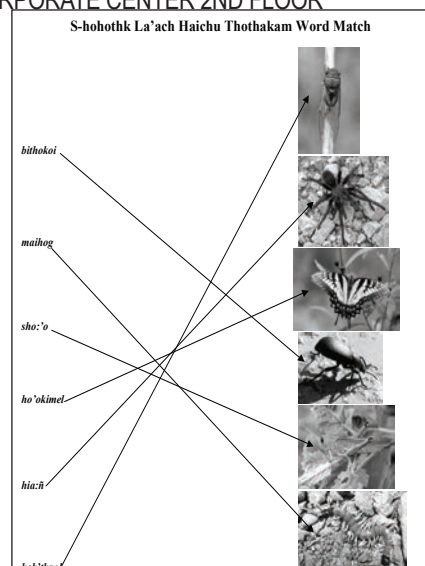 RPORATE CENTER 2ND FLOOR
S-hohothk La’ach Haichu Thothakam Word Match
bithokoi
maihog
sho:’o
ho’okimel
hia:ñ